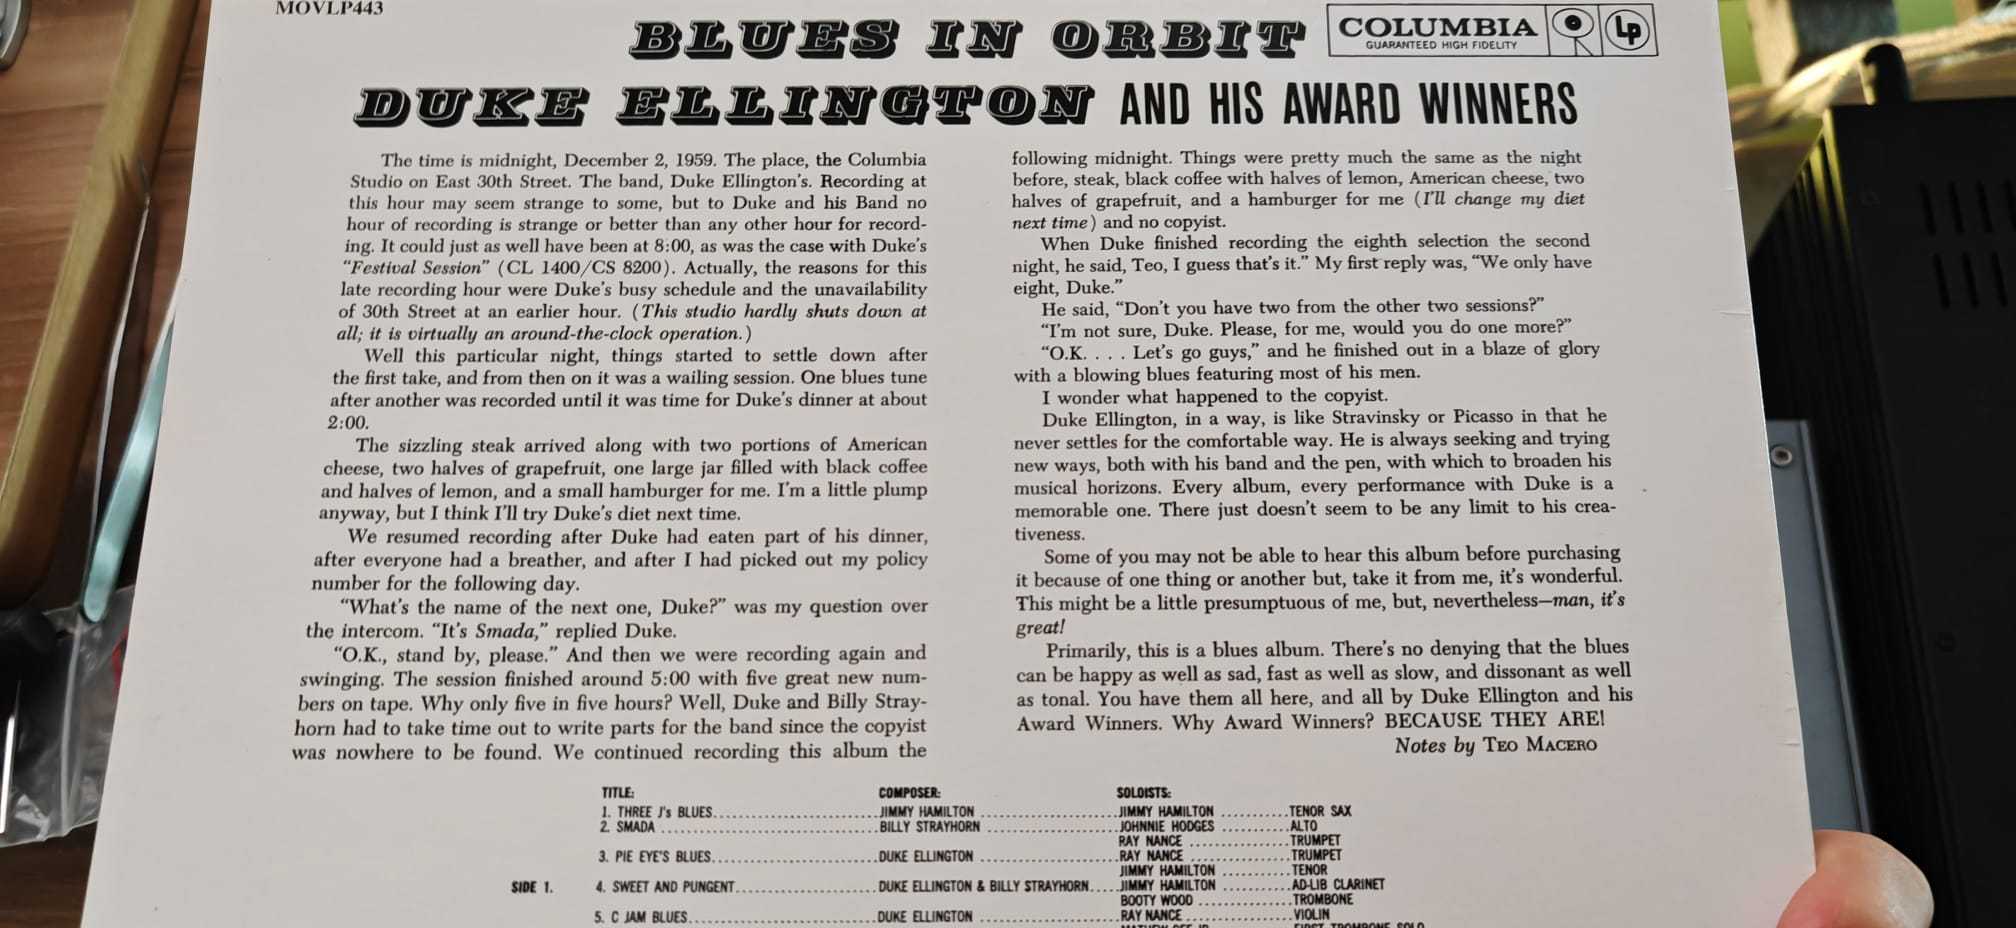 MOVLP443
BLUES IN ORBIT
COLUMBIA
GUARANTEED HIGH FIDELITY
Lp
DUKE ELLINGTON AND HIS AWARD WINNERS
The time is midnight, December 2, 1959. The place, the Columbia
Studio on East 30th Street. The band, Duke Ellington's. Recording at
this hour may seem strange to some, but to Duke and his Band no
hour of recording is strange or better than any other hour for record-
ing. It could just as well have been at 8:00, as was the case with Duke's
"Festival Session" (CL 1400/CS 8200). Actually, the reasons for this
late recording hour were Duke's busy schedule and the unavailability
of 30th Street at an earlier hour. (This studio hardly shuts down at
all; it is virtually an around-the-clock operation.)
Well this particular night, things started to settle down after
the first take, and from then on it was a wailing session. One blues tune
after another was recorded until it was time for Duke's dinner at about
2:00.
The sizzling steak arrived along with two portions of American
cheese, two halves of grapefruit, one large jar filled with black coffee
and halves of lemon, and a small hamburger for me. I'm a little plump
anyway, but I think I'll try Duke's diet next time.
We resumed recording after Duke had eaten part of his dinner,
after everyone had a breather, and after I had picked out my policy
number for the following day.
"What's the name of the next one, Duke?" was my question over
the intercom. "It's Smada," replied Duke.
"O.K., stand by, please." And then we were recording again and
swinging. The session finished around 5:00 with five great new num-
bers on tape. Why only five in five hours? Well, Duke and Billy Stray-
horn had to take time out to write parts for the band since the copyist
was nowhere to be found. We continued recording this album the
following midnight. Things were pretty much the same as the night
before, steak, black coffee with halves of lemon, American cheese, two
halves of grapefruit, and a hamburger for me (I'll change my diet
next time) and no copyist.
When Duke finished recording the eighth selection the second
night, he said, Teo, I guess that's it." My first reply was, "We only have
eight, Duke."
He said, "Don't you have two from the other two sessions?"
"I'm not sure, Duke. Please, for me, would you do one more?"
"O.K. . . . Let's go guys," and he finished out in a blaze of glory
with a blowing blues featuring most of his men.
I wonder what happened to the copyist.
Duke Ellington, in a way, is like Stravinsky or Picasso in that he
never settles for the comfortable way. He is always seeking and trying
new ways, both with his band and the pen, with which to broaden his
musical horizons. Every album, every performance with Duke is a
memorable one. There just doesn't seem to be any limit to his crea-
tiveness.
Some of you may not be able to hear this album before purchasing
it because of one thing or another but, take it from me, it's wonderful.
This might be a little presumptuous of me, but, nevertheless—man, it's
great!
Primarily, this is a blues album. There's no denying that the blues
can be happy as well as sad, fast as well as slow, and dissonant as well
as tonal. You have them all here, and all by Duke Ellington and his
Award Winners. Why Award Winners? BECAUSE THEY ARE!
Notes by TEO MACERO
TITLE: COMPOSER: SOLOISTS:
1. THREE J's BLUES JIMMY HAMILTON JIMMY HAMILTON TENOR SAX
2. SMADA BILLY STRAYHORN JOHNNIE HODGES ALTO
RAY NANCE TRUMPET
3. PIE EYE'S BLUES DUKE ELLINGTON RAY NANCE TRUMPET
JIMMY HAMILTON TENOR
SIDE 1. 4. SWEET AND PUNGENT DUKE ELLINGTON & BILLY STRAYHORN JIMMY HAMILTON AD-LIB CLARINET
BOOTY WOOD TROMBONE
5. C JAM BLUES DUKE ELLINGTON RAY NANCE VIOLIN
FIRST TROMBONE SOLO